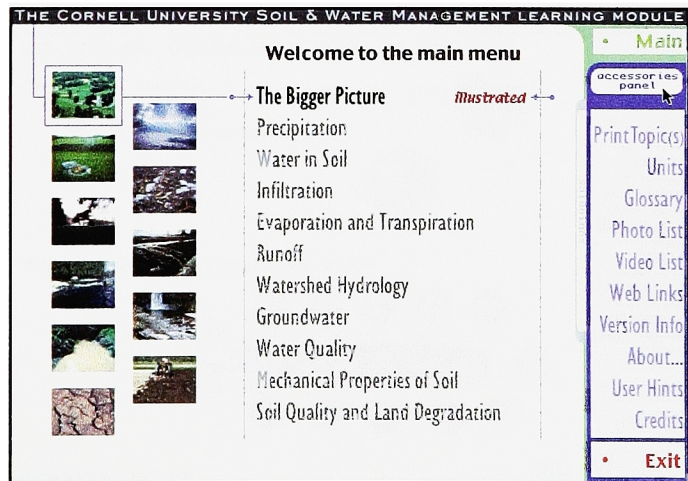 THE CORNELL UNIVERSITY SOIL & WATER MANAGEMENT LEARNING MODULE
Welcome to the main menu
The Bigger Picture illustrated
Precipitation
Water in Soil
Infiltration
Evaporation and Transpiration
Runoff
Watershed Hydrology
Groundwater
Water Quality
Mechanical Properties of Soil
Soil Quality and Land Degradation
Main
accessories
panel
Print Topic(s)
Units
Glossary
Photo List
Video List
Web Links
Version Info
About...
User Hints
Credits
Exit